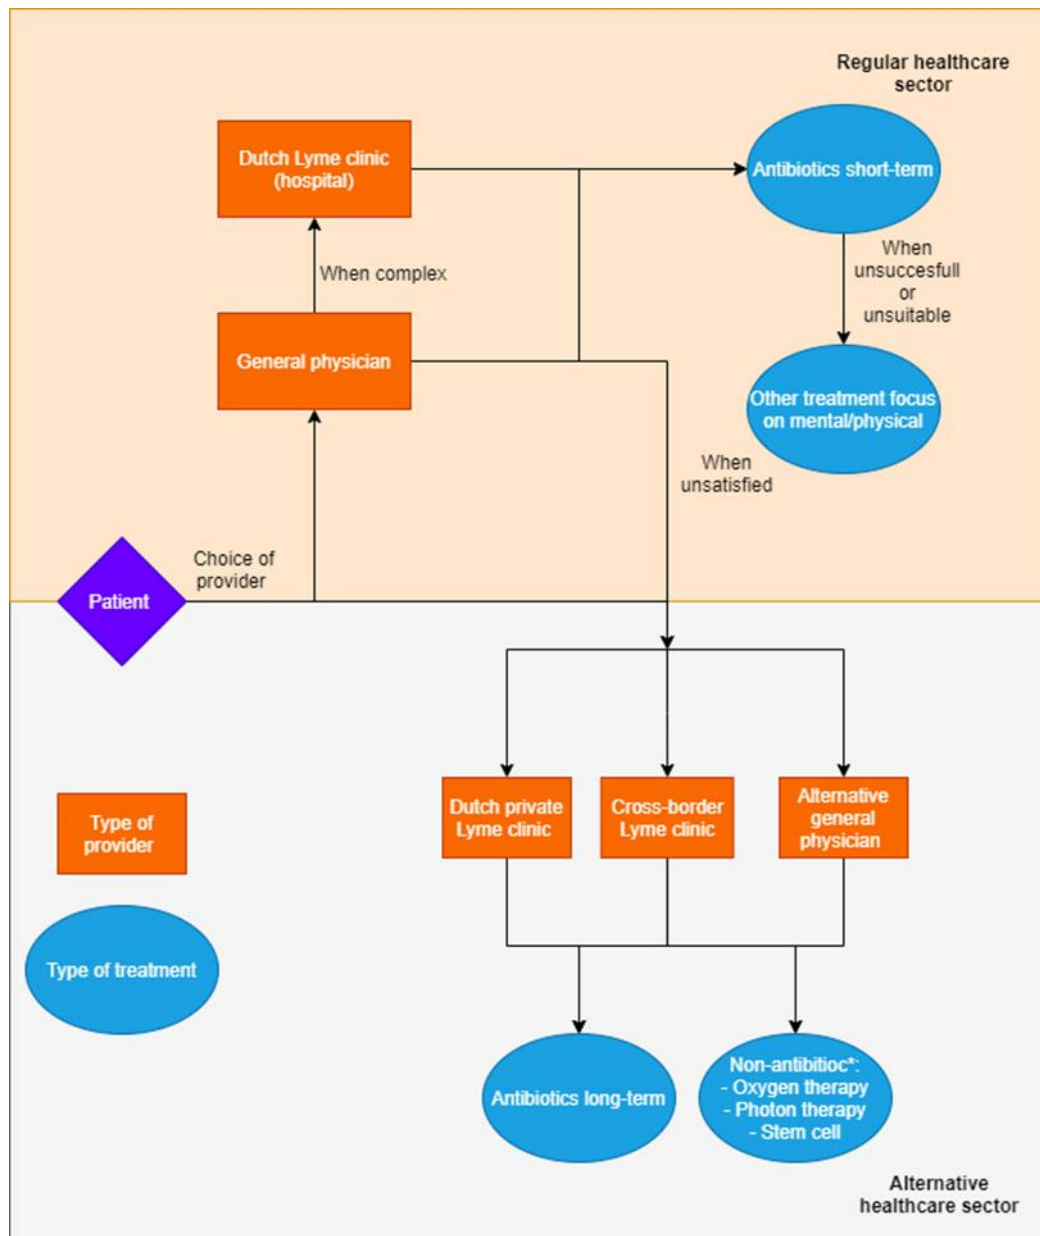 Regular healthcare
sector
Dutch Lyme clinic
(hospital)
Antibiotics short-term
When
unsuccesfull
or
unsuitable
When complex
General physician
Other treatment focus
on mental/physical
When
unsatisfied
Choice of
provider
Patient
Dutch private
Lyme clinic
Cross-border
Lyme clinic
Alternative
general
physician
Type of
provider
Type of treatment
Antibiotics long-term
Non-antibitioc*:
- Oxygen therapy
- Photon therapy
- Stem cell
Alternative
healthcare sector